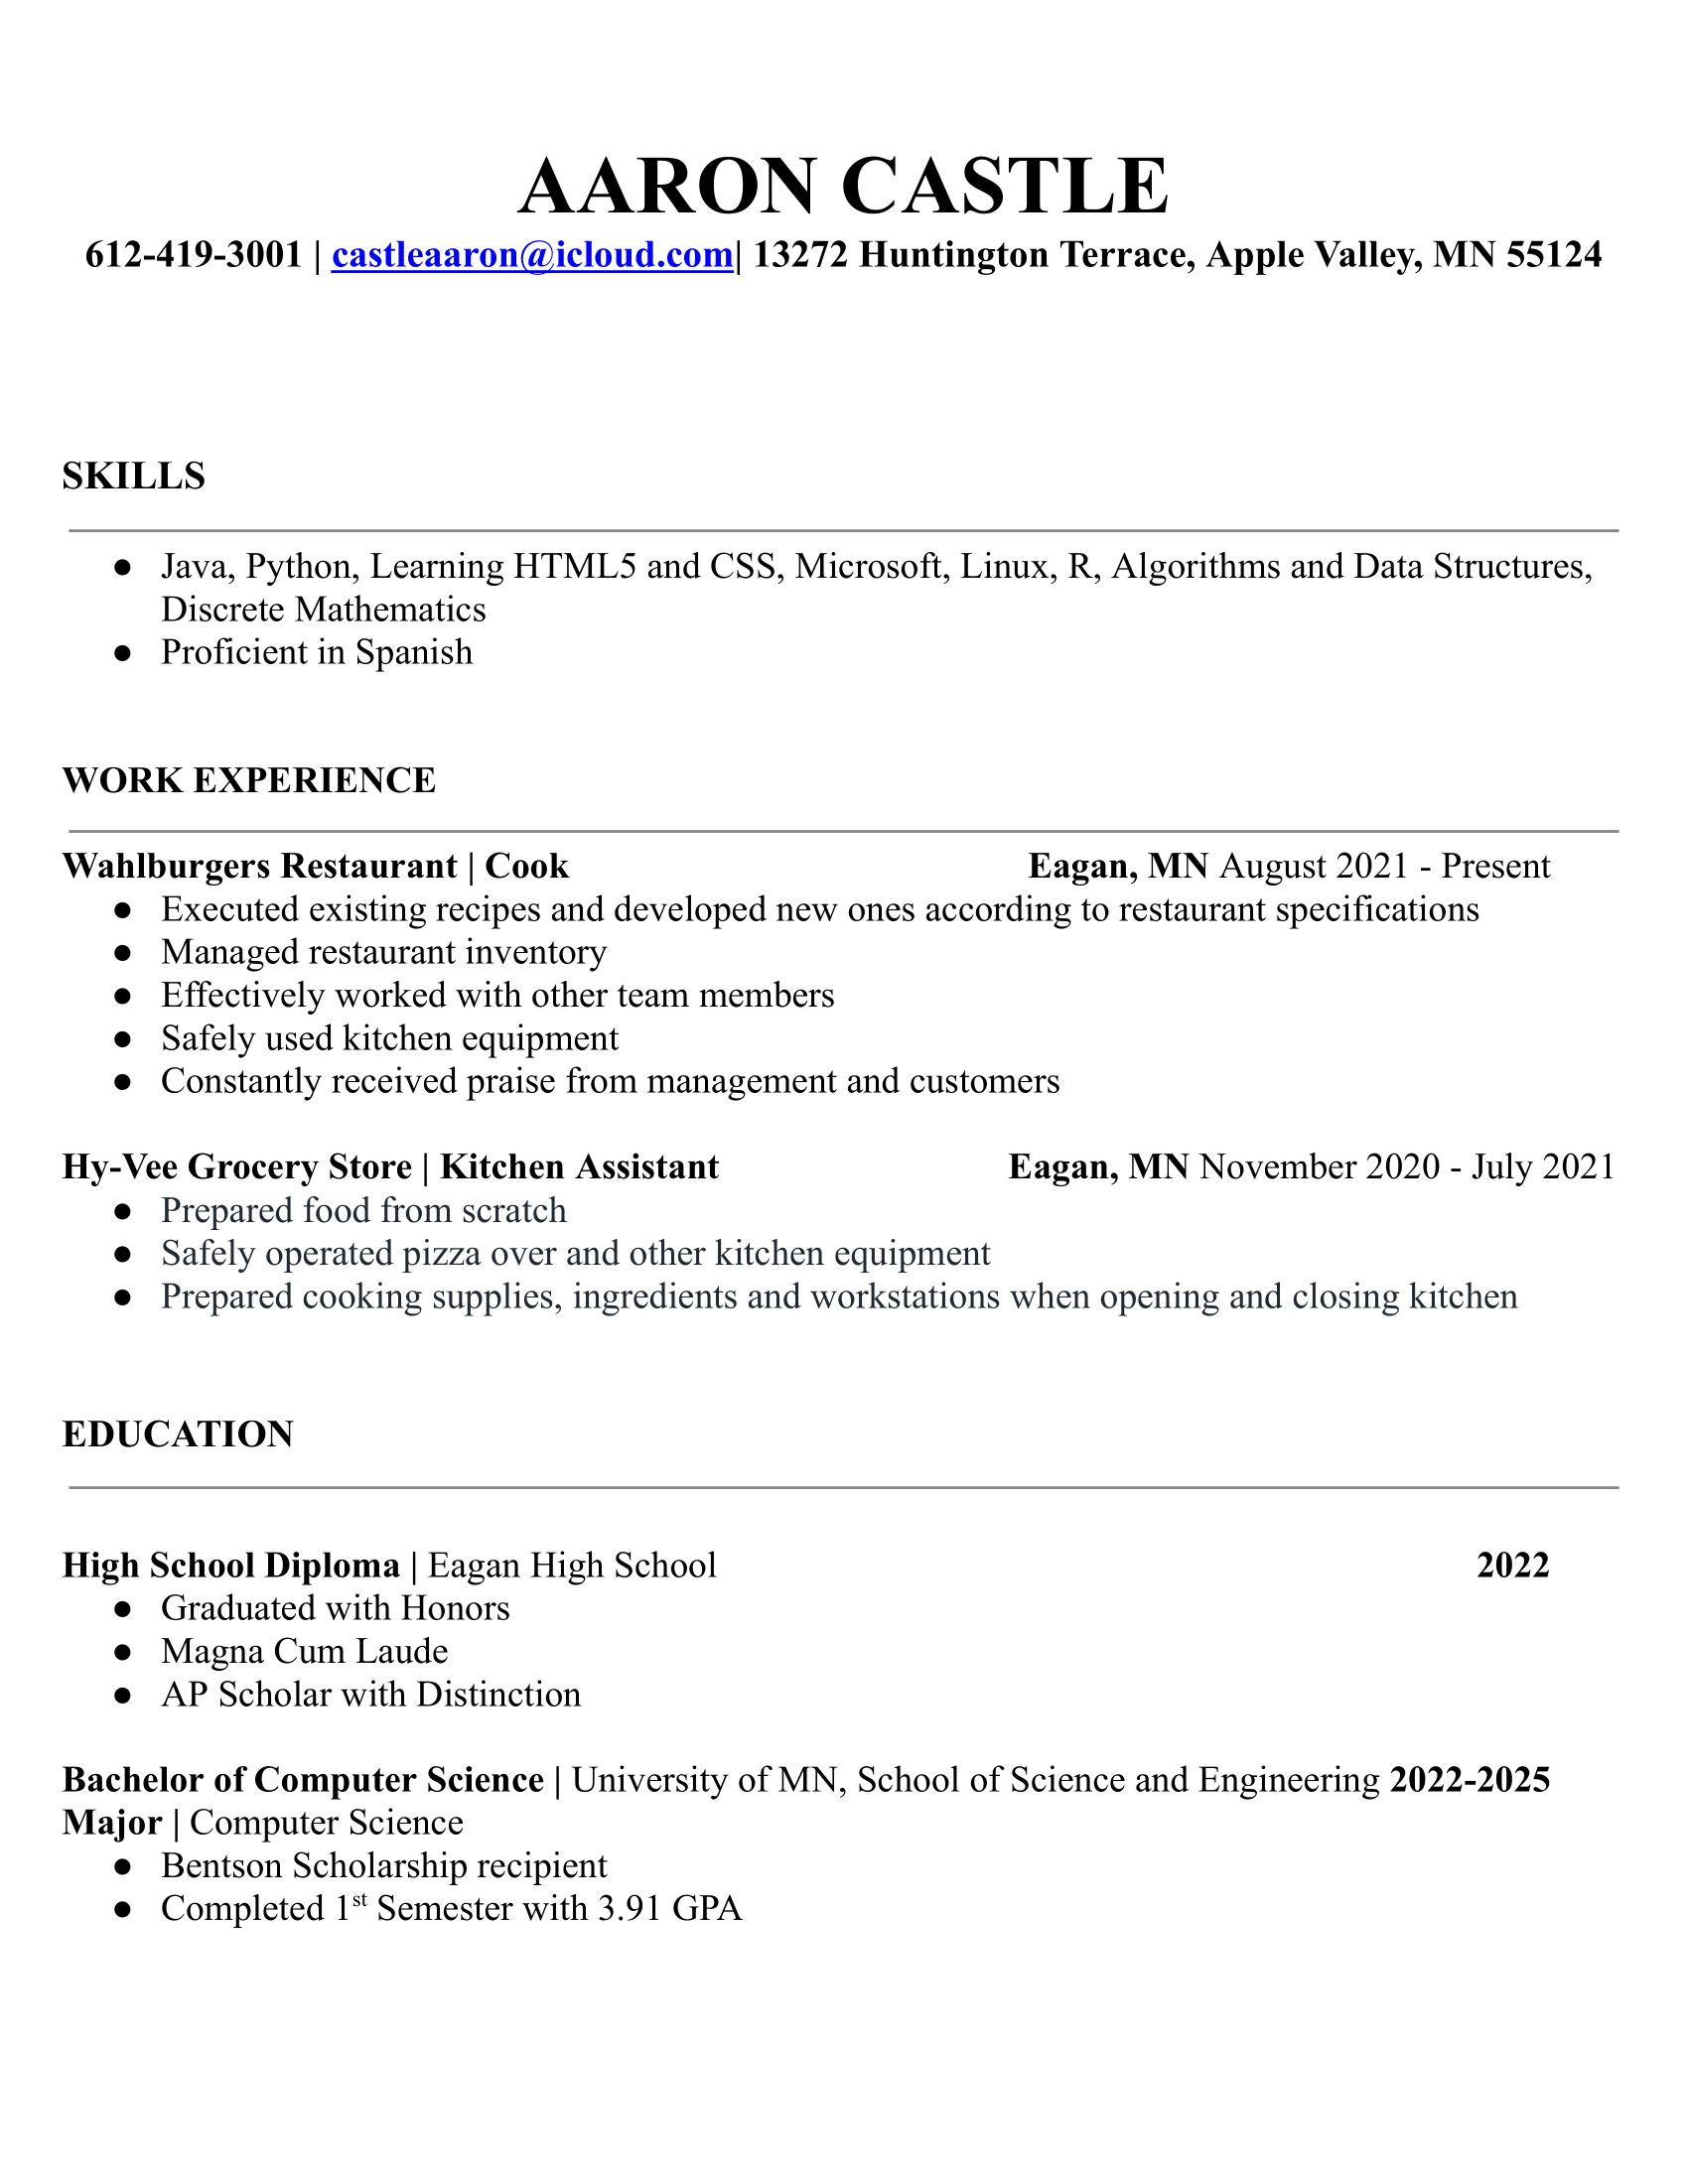 AARON CASTLE
612-419-3001 | castleaaron@icloud.com| 13272 Huntington Terrace, Apple Valley, MN 55124
SKILLS
● Java, Python, Learning HTML5 and CSS, Microsoft, Linux, R, Algorithms and Data Structures,
Discrete Mathematics
● Proficient in Spanish
WORK EXPERIENCE
Wahlburgers Restaurant | Cook Eagan, MN August 2021 - Present
● Executed existing recipes and developed new ones according to restaurant specifications
● Managed restaurant inventory
● Effectively worked with other team members
● Safely used kitchen equipment
● Constantly received praise from management and customers
Hy-Vee Grocery Store | Kitchen Assistant Eagan, MN November 2020 - July 2021
● Prepared food from scratch
● Safely operated pizza over and other kitchen equipment
● Prepared cooking supplies, ingredients and workstations when opening and closing kitchen
EDUCATION
High School Diploma | Eagan High School 2022
● Graduated with Honors
● Magna Cum Laude
● AP Scholar with Distinction
Bachelor of Computer Science | University of MN, School of Science and Engineering 2022-2025
Major | Computer Science
● Bentson Scholarship recipient
● Completed 1st Semester with 3.91 GPA